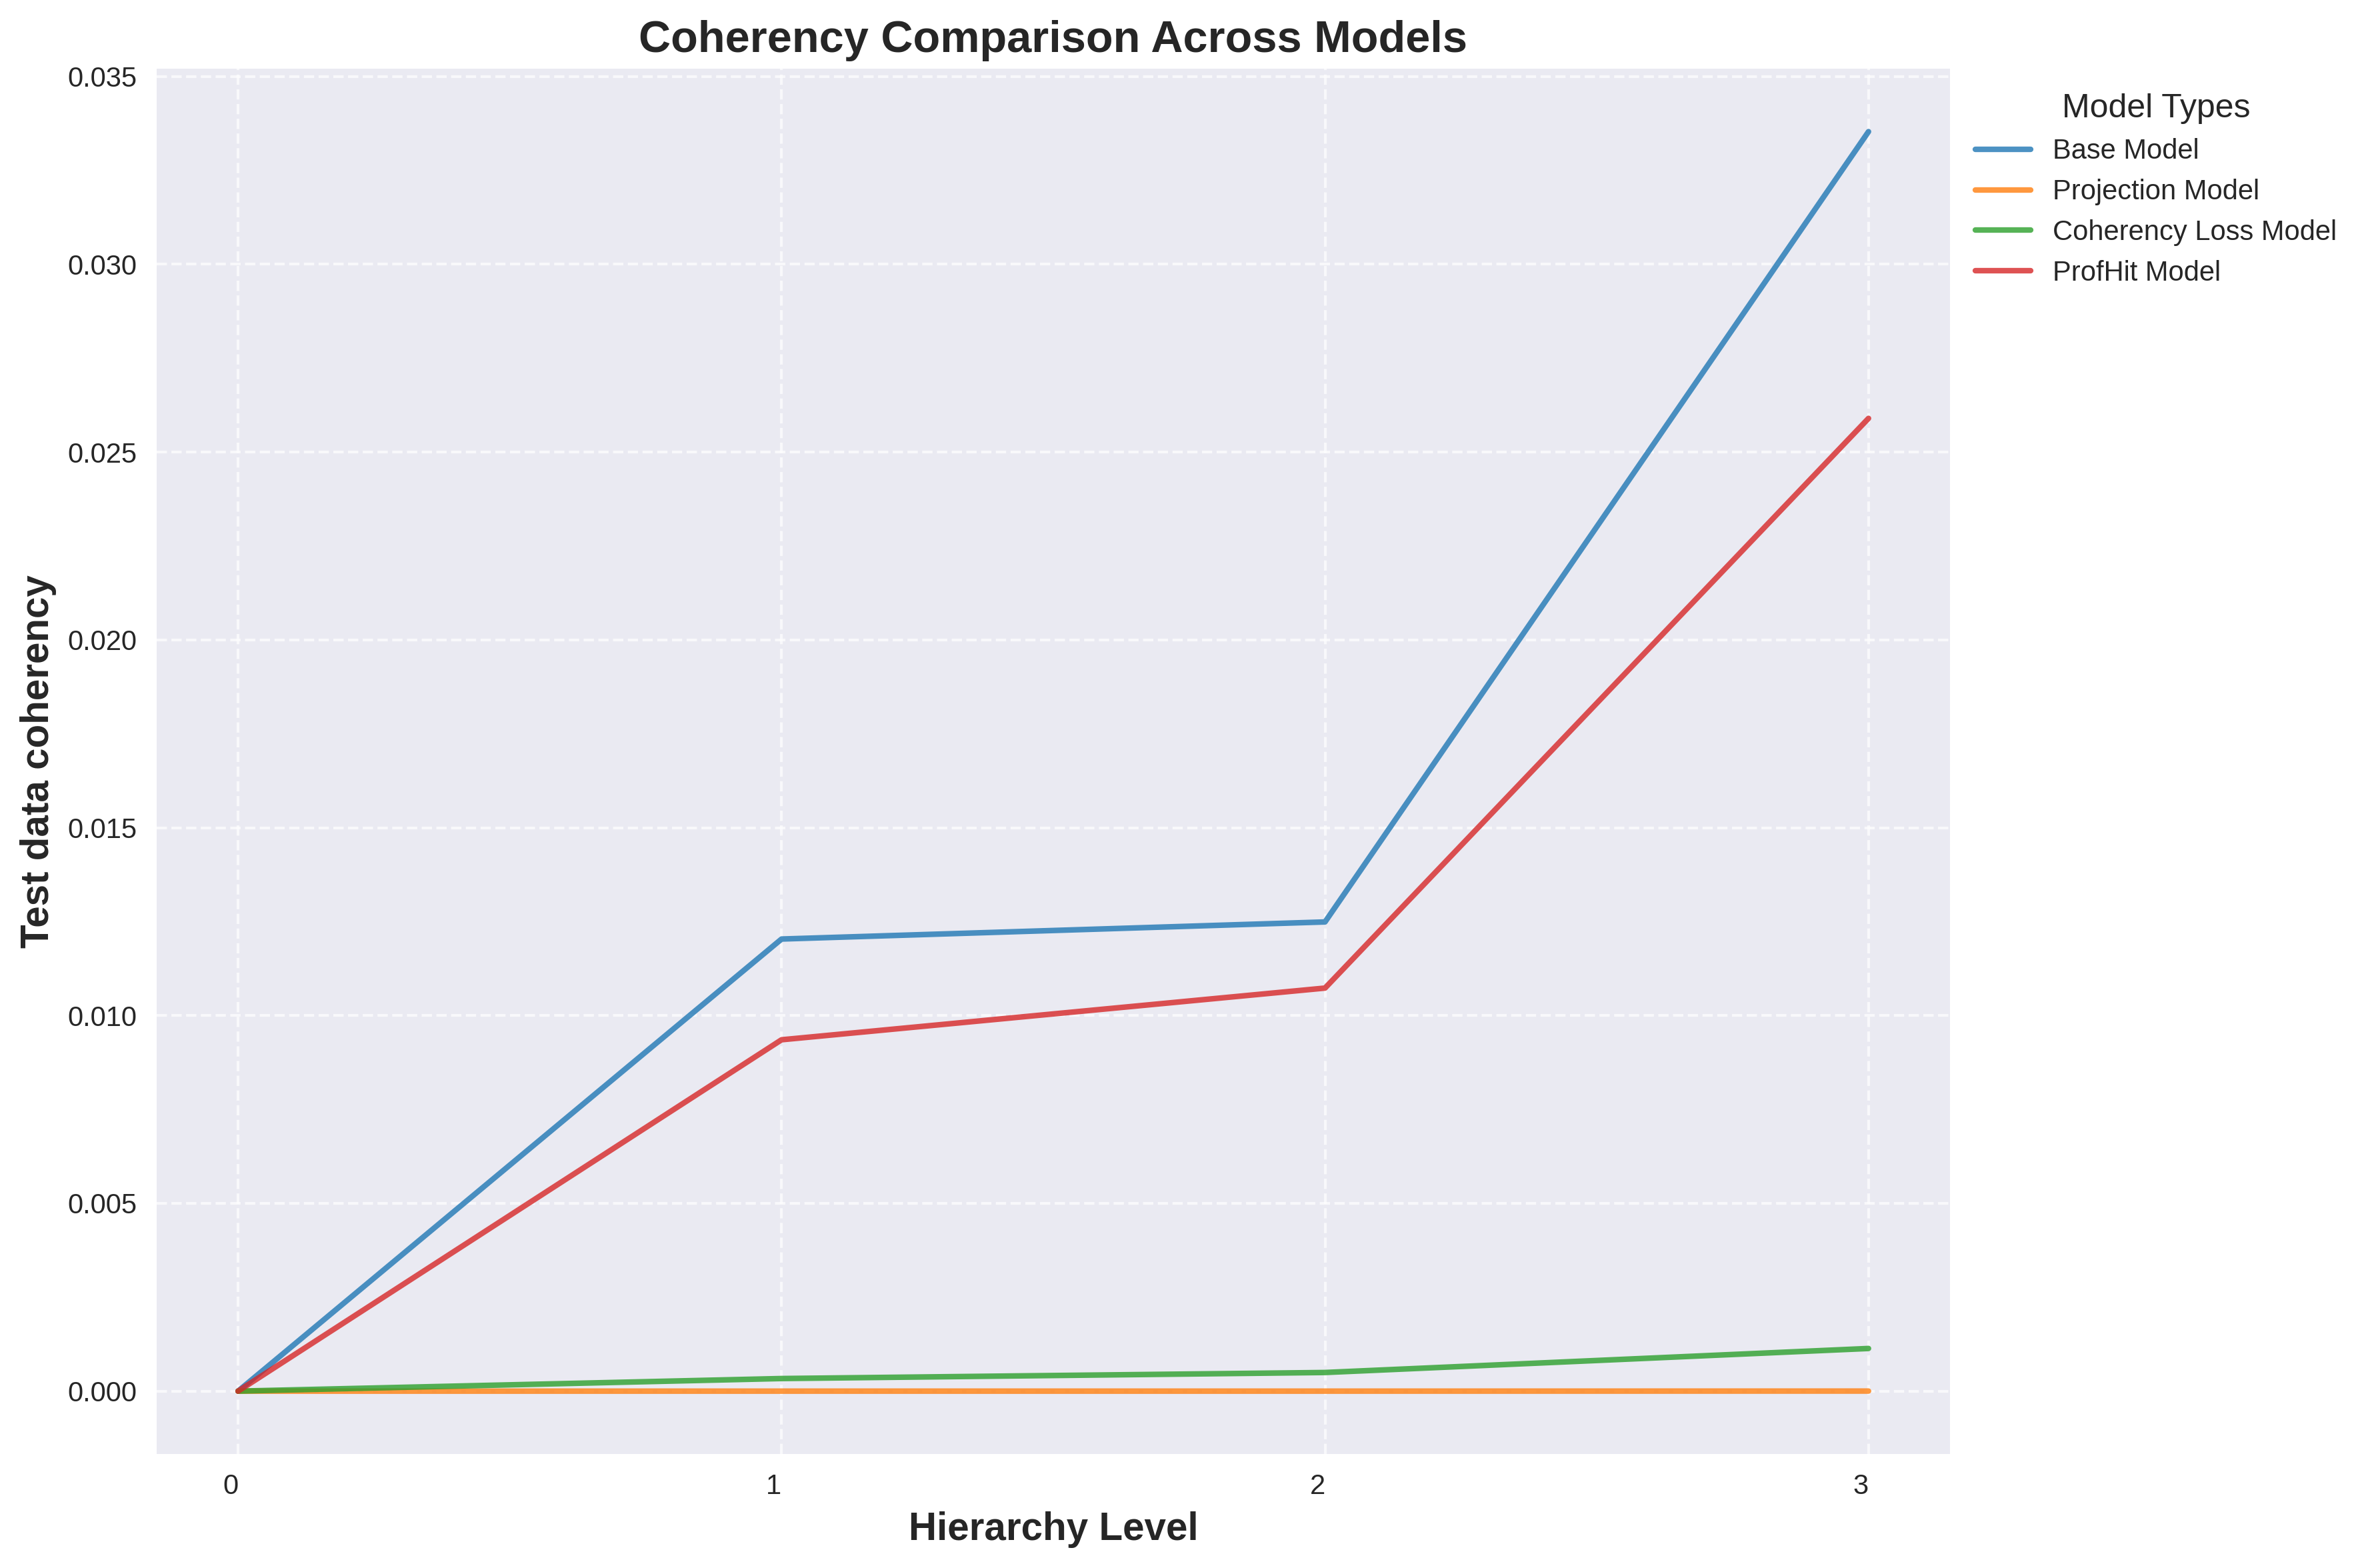 Coherency Comparison Across Models
0.035
0.030
0.025
0.020
0.015
0.010
0.005
0.000
Test data coherency
0 1 2 3
Hierarchy Level
Model Types
Base Model
Projection Model
Coherency Loss Model
ProfHit Model